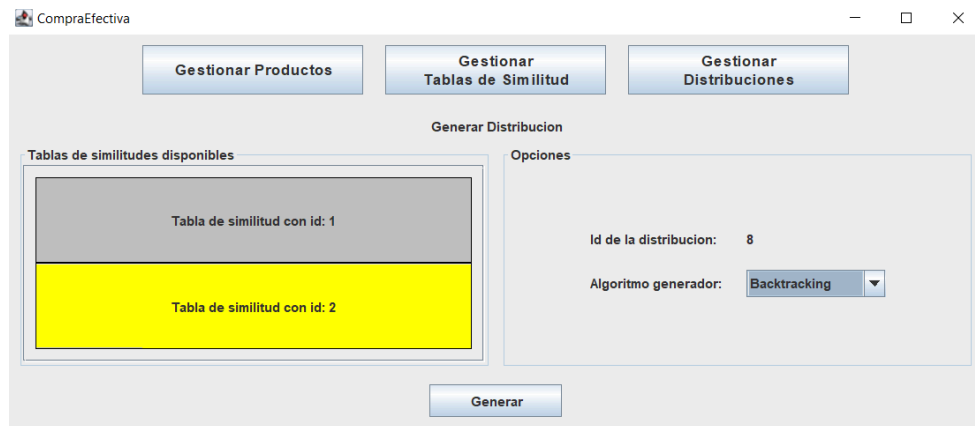 CompraEfectiva
Gestionar Productos
Gestionar
Tablas de Similitud
Gestionar
Distribuciones
Generar Distribucion
Tablas de similitudes disponibles
Tabla de similitud con id: 1
Tabla de similitud con id: 2
Opciones
Id de la distribucion: 8
Algoritmo generador: Backtracking
Generar